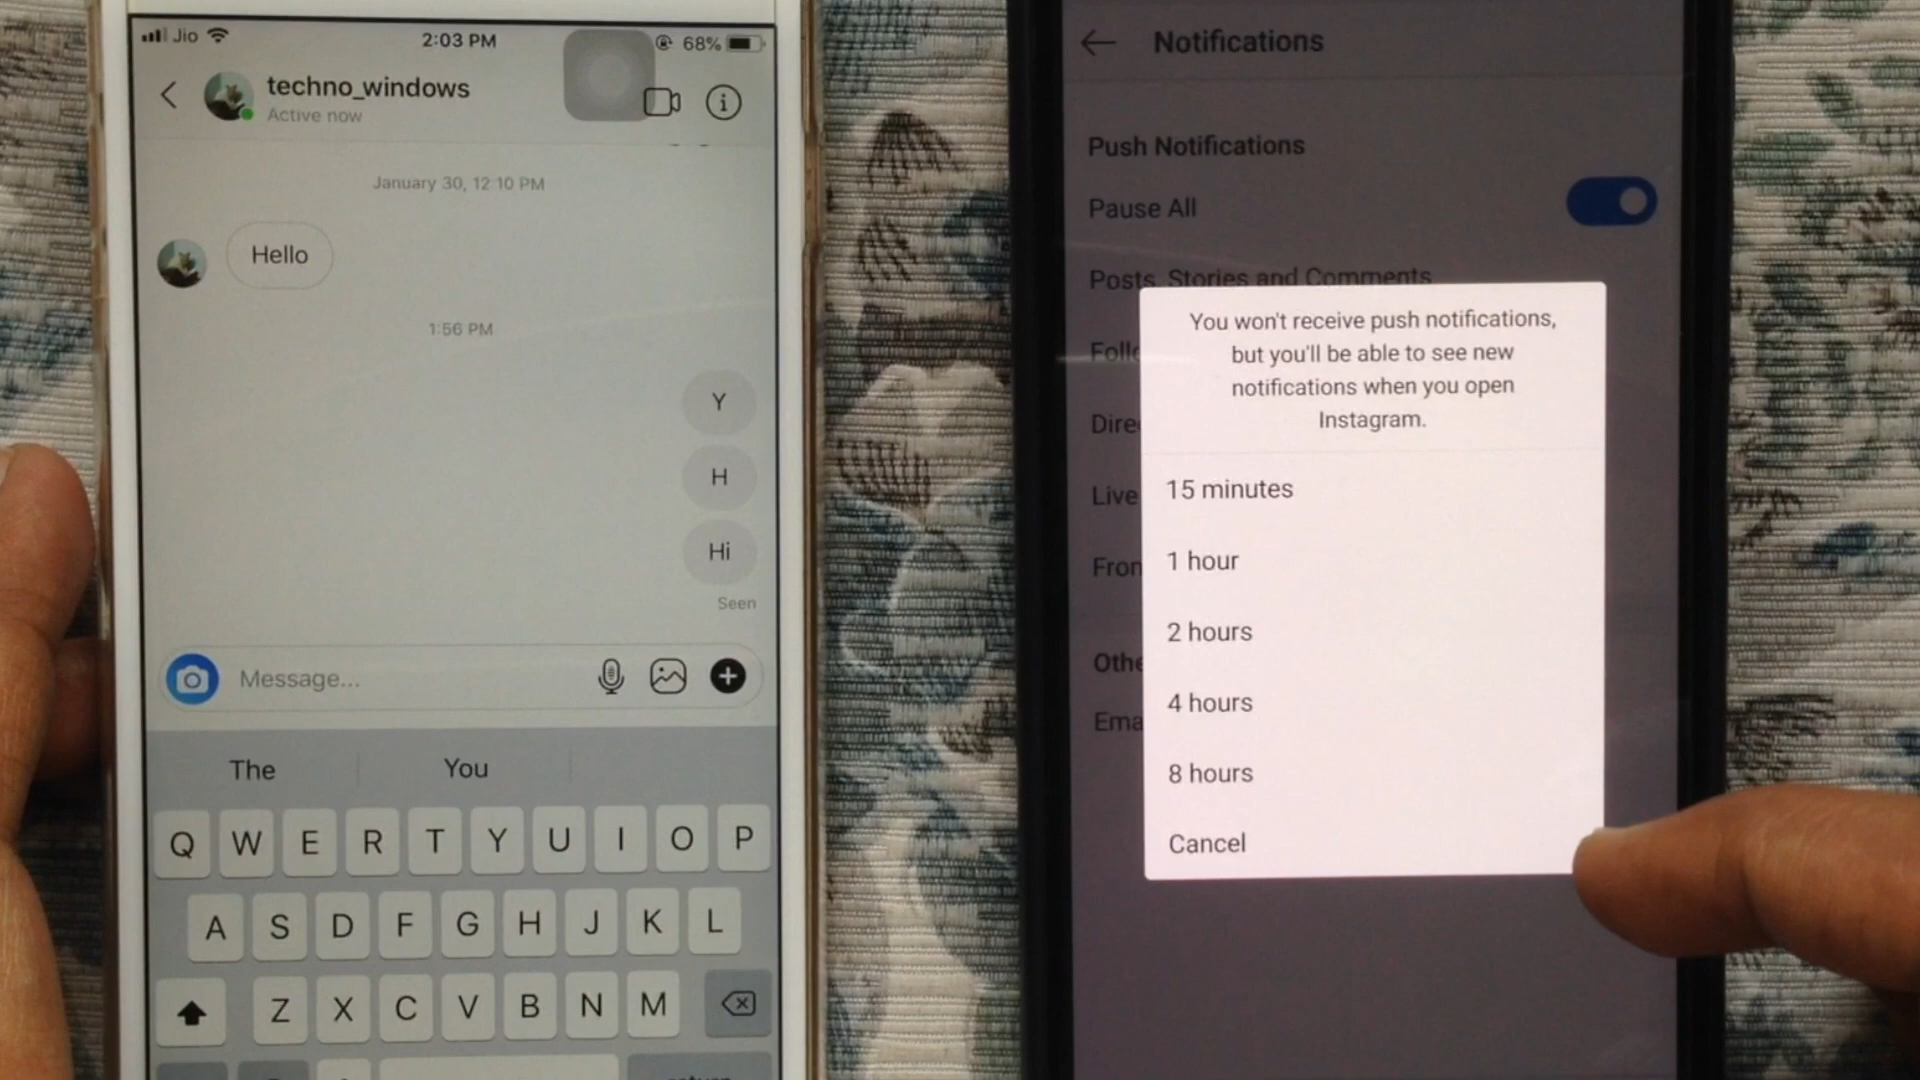 Jio
2:03 PM
68%
techno_windows
Active now
January 30, 12:10 PM
Hello
1:56 PM
Y
H
Hi
Seen
Message...
The You
Q W E R T Y U I O P
A S D F G H J K L
Z X C V B N M
Notifications
Push Notifications
Pause All
Posts, Stories and Comments
You won't receive push notifications,
but you'll be able to see new
notifications when you open
Instagram.
15 minutes
1 hour
2 hours
4 hours
8 hours
Cancel
Live